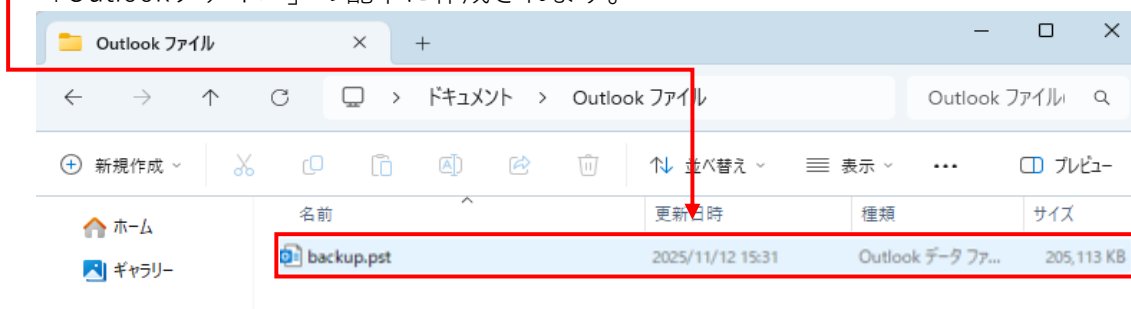 Outlook ファイル
ドキュメント > Outlook ファイル Outlook ファイル
新規作成 並べ替え 表示 ... プレビュー
名前 更新日時 種類 サイズ
ホーム
backup.pst 2025/11/12 15:31 Outlook データ ファ... 205,113 KB
ギャラリー